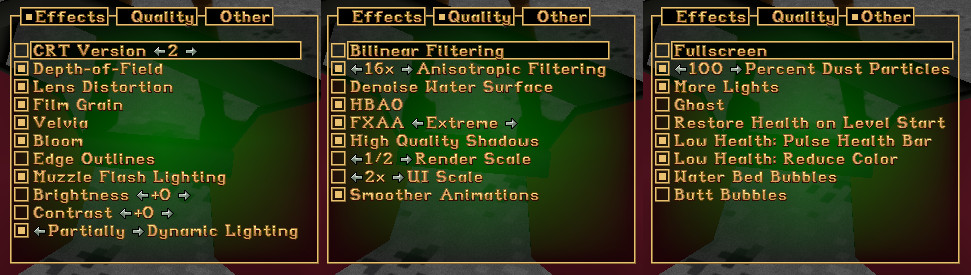 Effects Quality Other
CRT Version ←2 →
Depth-of-Field
Lens Distortion
Film Grain
Velvia
Bloom
Edge Outlines
Muzzle Flash Lighting
Brightness ←+0 →
Contrast ←+0 →
←Partially →Dynamic Lighting
Effects Quality Other
Bilinear Filtering
←16x →Anisotropic Filtering
Denoise Water Surface
HBAO
FXAA ←Extreme →
High Quality Shadows
←1/2 →Render Scale
←2x →UI Scale
Smoother Animations
Effects Quality Other
Fullscreen
←100 →Percent Dust Particles
More Lights
Ghost
Restore Health on Level Start
Low Health: Pulse Health Bar
Low Health: Reduce Color
Water Bed Bubbles
Butt Bubbles